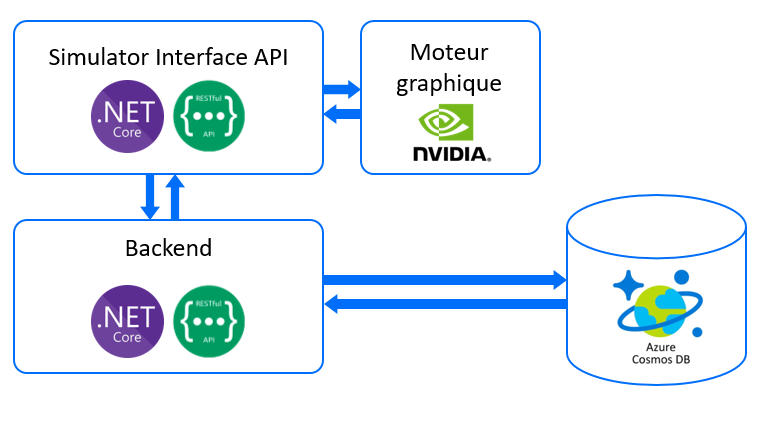 Simulator Interface API
.NET
Core
RESTful
{•••}
API
Moteur
graphique
NVIDIA.
Backend
.NET
Core
RESTful
{•••}
API
Azure
Cosmos DB